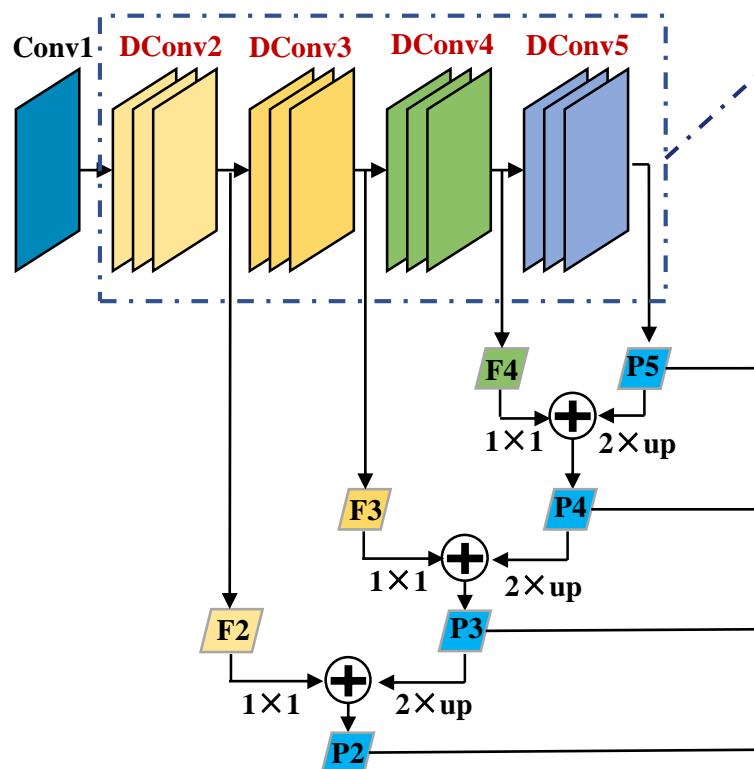 Conv1 DConv2 DConv3 DConv4 DConv5
F4 P5
1×1 2×up
F3 P4
1×1 2×up
F2 P3
1×1 2×up
P2